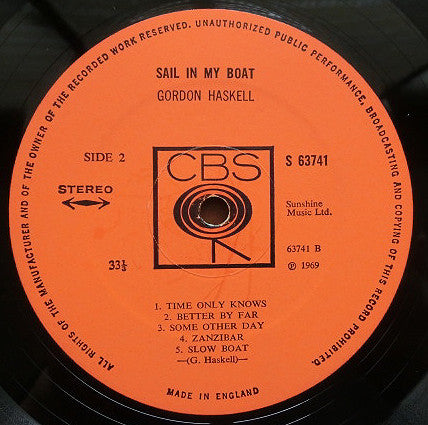 ALL RIGHTS OF THE MANUFACTURER AND OF THE OWNER OF THE RECORDED WORK RESERVED. UNAUTHORIZED PUBLIC PERFORMANCE, BROADCASTING AND COPYING OF THIS RECORD PROHIBITED.
SAIL IN MY BOAT
GORDON HASKELL
SIDE 2
CBS
S 63741
STEREO
Sunshine
Music Ltd.
63741 B
33⅓
℗ 1969
1. TIME ONLY KNOWS
2. BETTER BY FAR
3. SOME OTHER DAY
4. ZANZIBAR
5. SLOW BOAT
—(G. Haskell)—
MADE IN ENGLAND